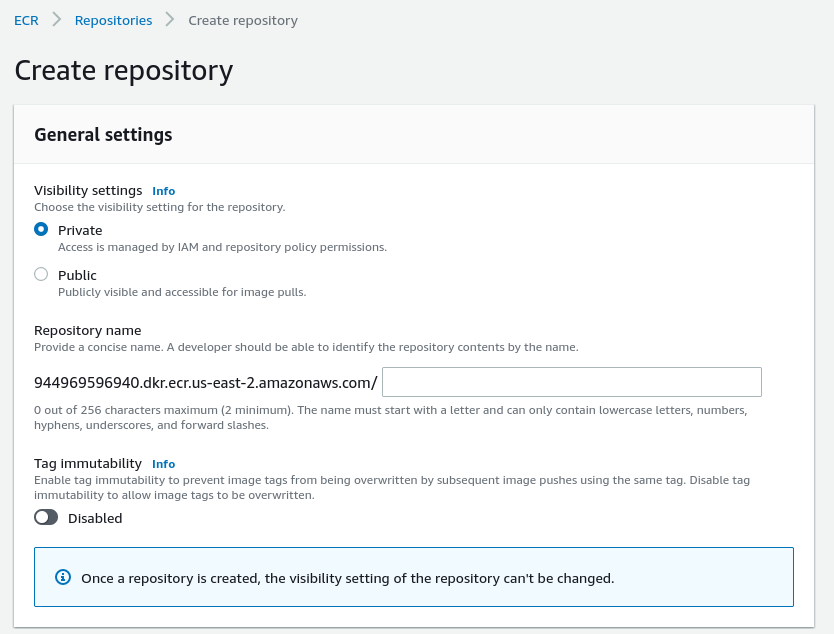 ECR > Repositories > Create repository
Create repository
General settings
Visibility settings Info
Choose the visibility setting for the repository.
Private
Access is managed by IAM and repository policy permissions.
Public
Publicly visible and accessible for image pulls.
Repository name
Provide a concise name. A developer should be able to identify the repository contents by the name.
944969596940.dkr.ecr.us-east-2.amazonaws.com/
0 out of 256 characters maximum (2 minimum). The name must start with a letter and can only contain lowercase letters, numbers,
hyphens, underscores, and forward slashes.
Tag immutability Info
Enable tag immutability to prevent image tags from being overwritten by subsequent image pushes using the same tag. Disable tag
immutability to allow image tags to be overwritten.
Disabled
Once a repository is created, the visibility setting of the repository can't be changed.